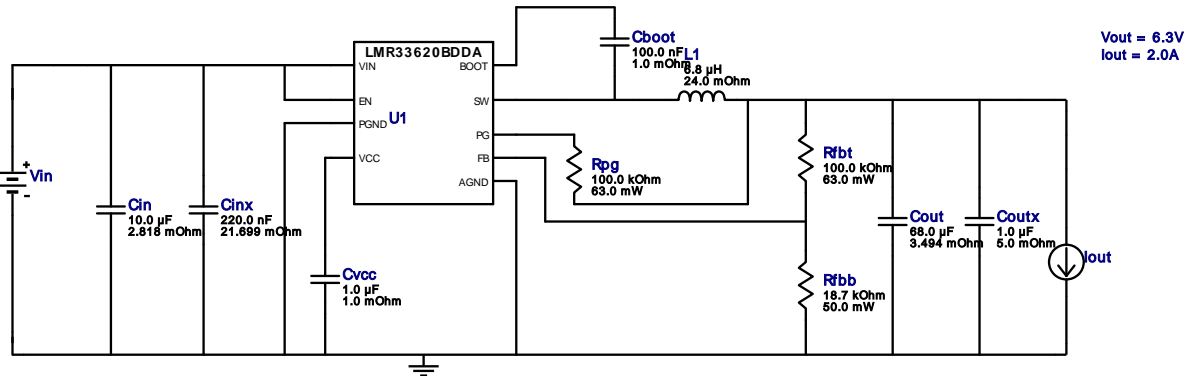 Vout = 6.3V
Iout = 2.0A
LMR33620BDDA
VIN
BOOT
EN
SW
PGND
U1
PG
VCC
FB
AGND
Cboot
100.0 nF
1.0 mOhm
L1
6.8 µH
24.0 mOhm
+
Vin
-
Cin
10.0 µF
2.818 mOhm
Cinx
220.0 nF
21.699 mOhm
Cvcc
1.0 µF
1.0 mOhm
Rpg
100.0 kOhm
63.0 mW
Rfbt
100.0 kOhm
63.0 mW
Rfbb
18.7 kOhm
50.0 mW
Cout
68.0 µF
3.494 mOhm
Coutx
1.0 µF
5.0 mOhm
Iout